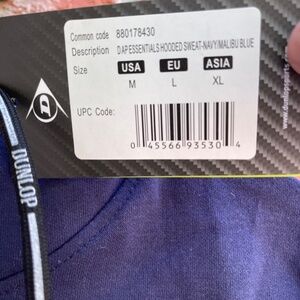 Common code 880178430
Description D AP ESSENTIALS HOODED SWEAT-NAVY/MALIBU BLUE
Size USA EU ASIA
M L XL
UPC Code:
0 45566 93530 4
DUNLOP